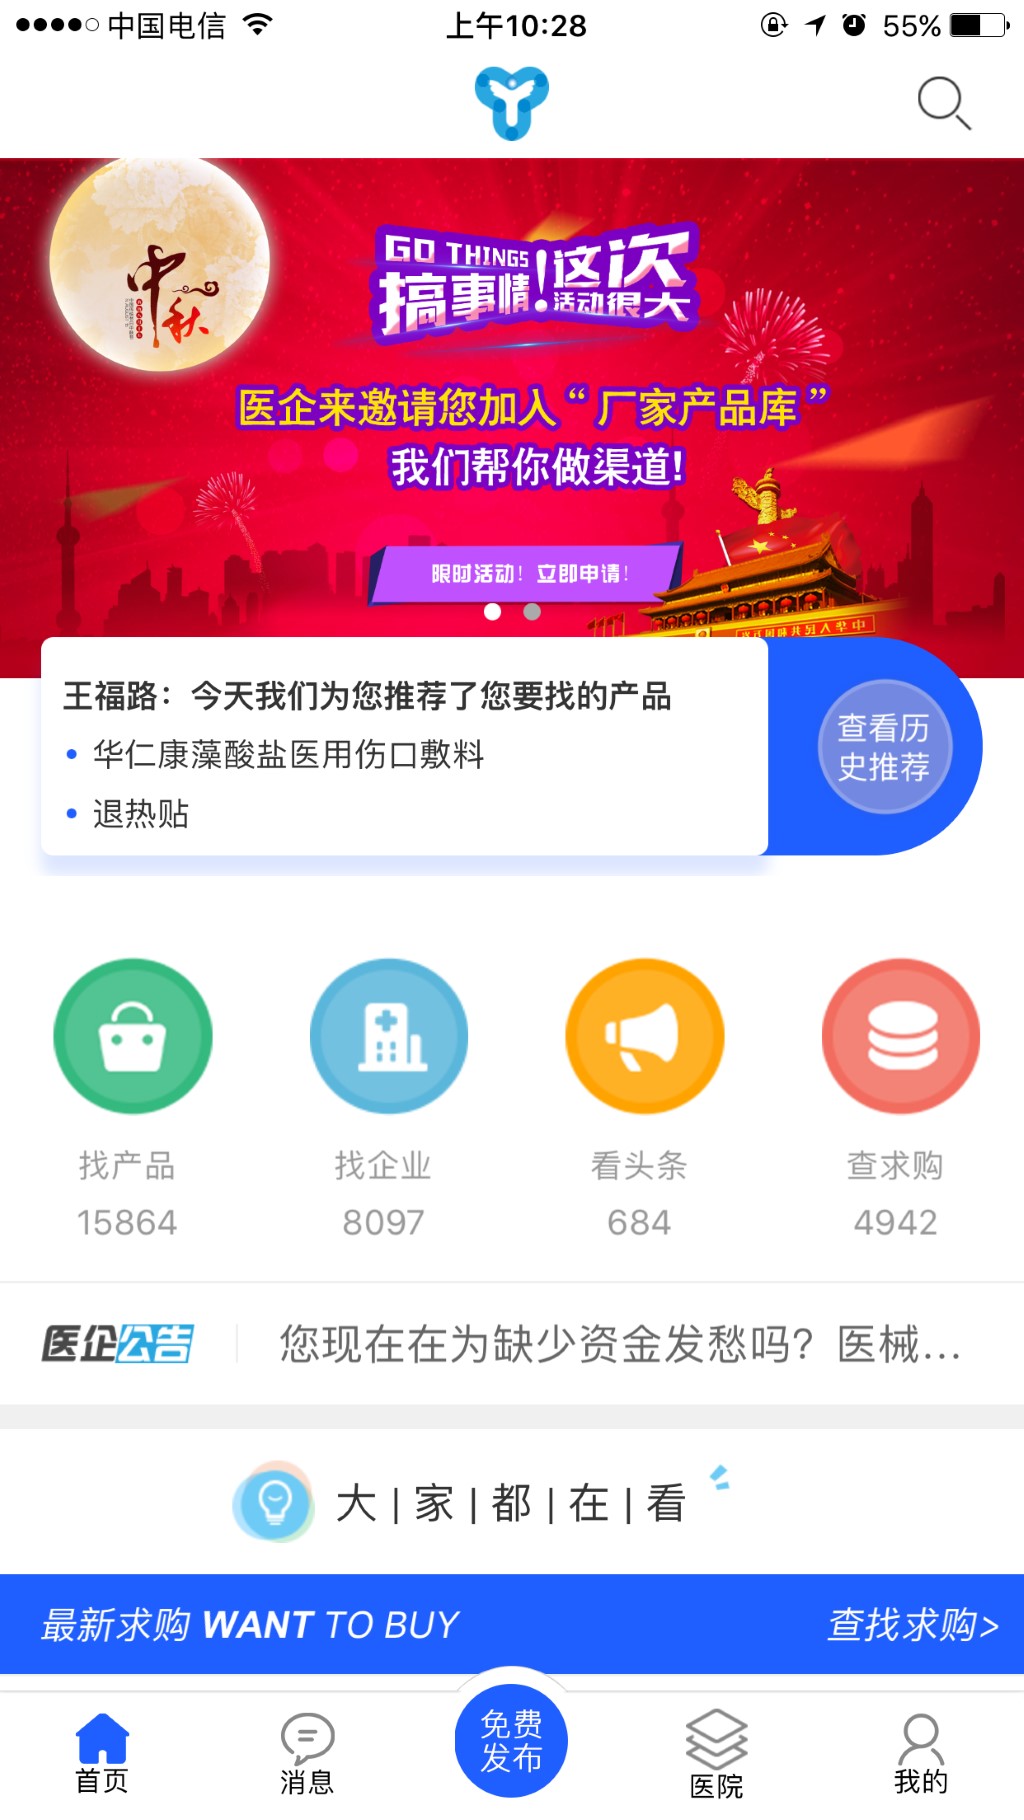 中国电信
上午10:28
55%
中秋
GO THINGS
搞事情!
这次
活动很大
医企来邀请您加入“厂家产品库”
我们帮你做渠道!
限时活动！立即申请！
王福路：今天我们为您推荐了您要找的产品
华仁康藻酸盐医用伤口敷料
退热贴
查看历
史推荐
找产品
找企业
看头条
查求购
15864
8097
684
4942
医企公告
您现在在为缺少资金发愁吗？医械...
大|家|都|在|看
最新求购 WANT TO BUY
查找求购>
首页
消息
免费
发布
医院
我的